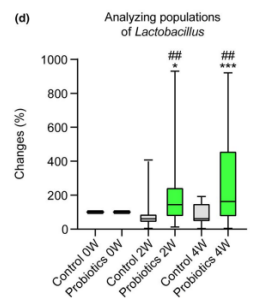 (d)
Analyzing populations
of Lactobacillus
Changes (%)
1000
800
600
400
200
0
##
*
##
***
Control 0W
Probiotics 0W
Control 2W
Probiotics 2W
Control 4W
Probiotics 4W